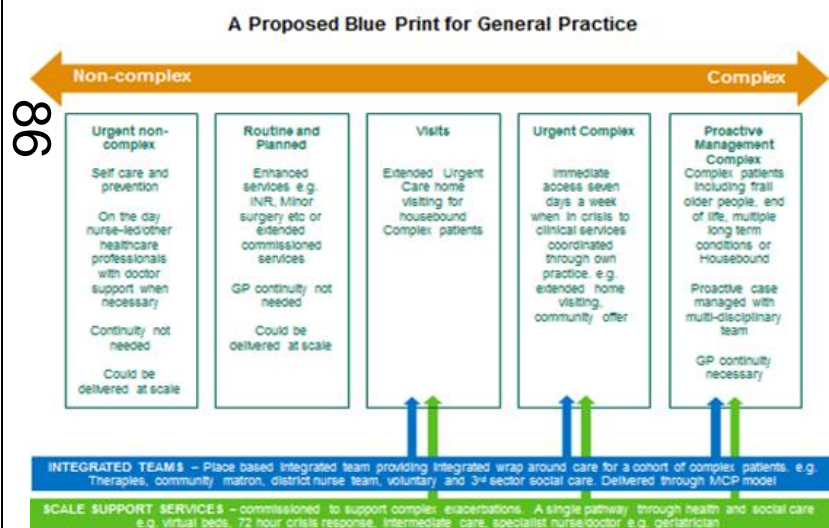 A Proposed Blue Print for General Practice
Non-complex
Complex
86
Urgent non-
complex
Self care and
prevention
On the day
nurse-led/other
healthcare
professionals
with doctor
support when
necessary
Continuity not
needed
Could be
delivered at scale
Routine and
Planned
Enhanced
services e.g.
INR, Minor
surgery etc or
extended
commissioned
services
GP continuity not
needed
Could be
delivered at scale
Visits
Extended Urgent
Care home
visiting for
housebound
Complex patients
Urgent Complex
Immediate
access seven
days a week
when in crisis to
clinical services
coordinated
through own
practice. e.g.
extended home
visiting,
community offer
Proactive
Management
Complex
Complex patients
including frail
older people, end
of life, multiple
long term
conditions or
Housebound
Proactive case
managed with
multi-disciplinary
team
GP continuity
necessary
INTEGRATED TEAMS – Place based integrated team providing integrated wrap around care for a cohort of complex patients. e.g.
Therapies, community matron, district nurse team, voluntary and 3rd sector social care. Delivered through MCP model
SCALE SUPPORT SERVICES – commissioned to support complex exacerbations. A single pathway through health and social care
e.g. virtual beds, 72 hour crisis response, intermediate care, specialist nurse/doctor e.g. geriatrician